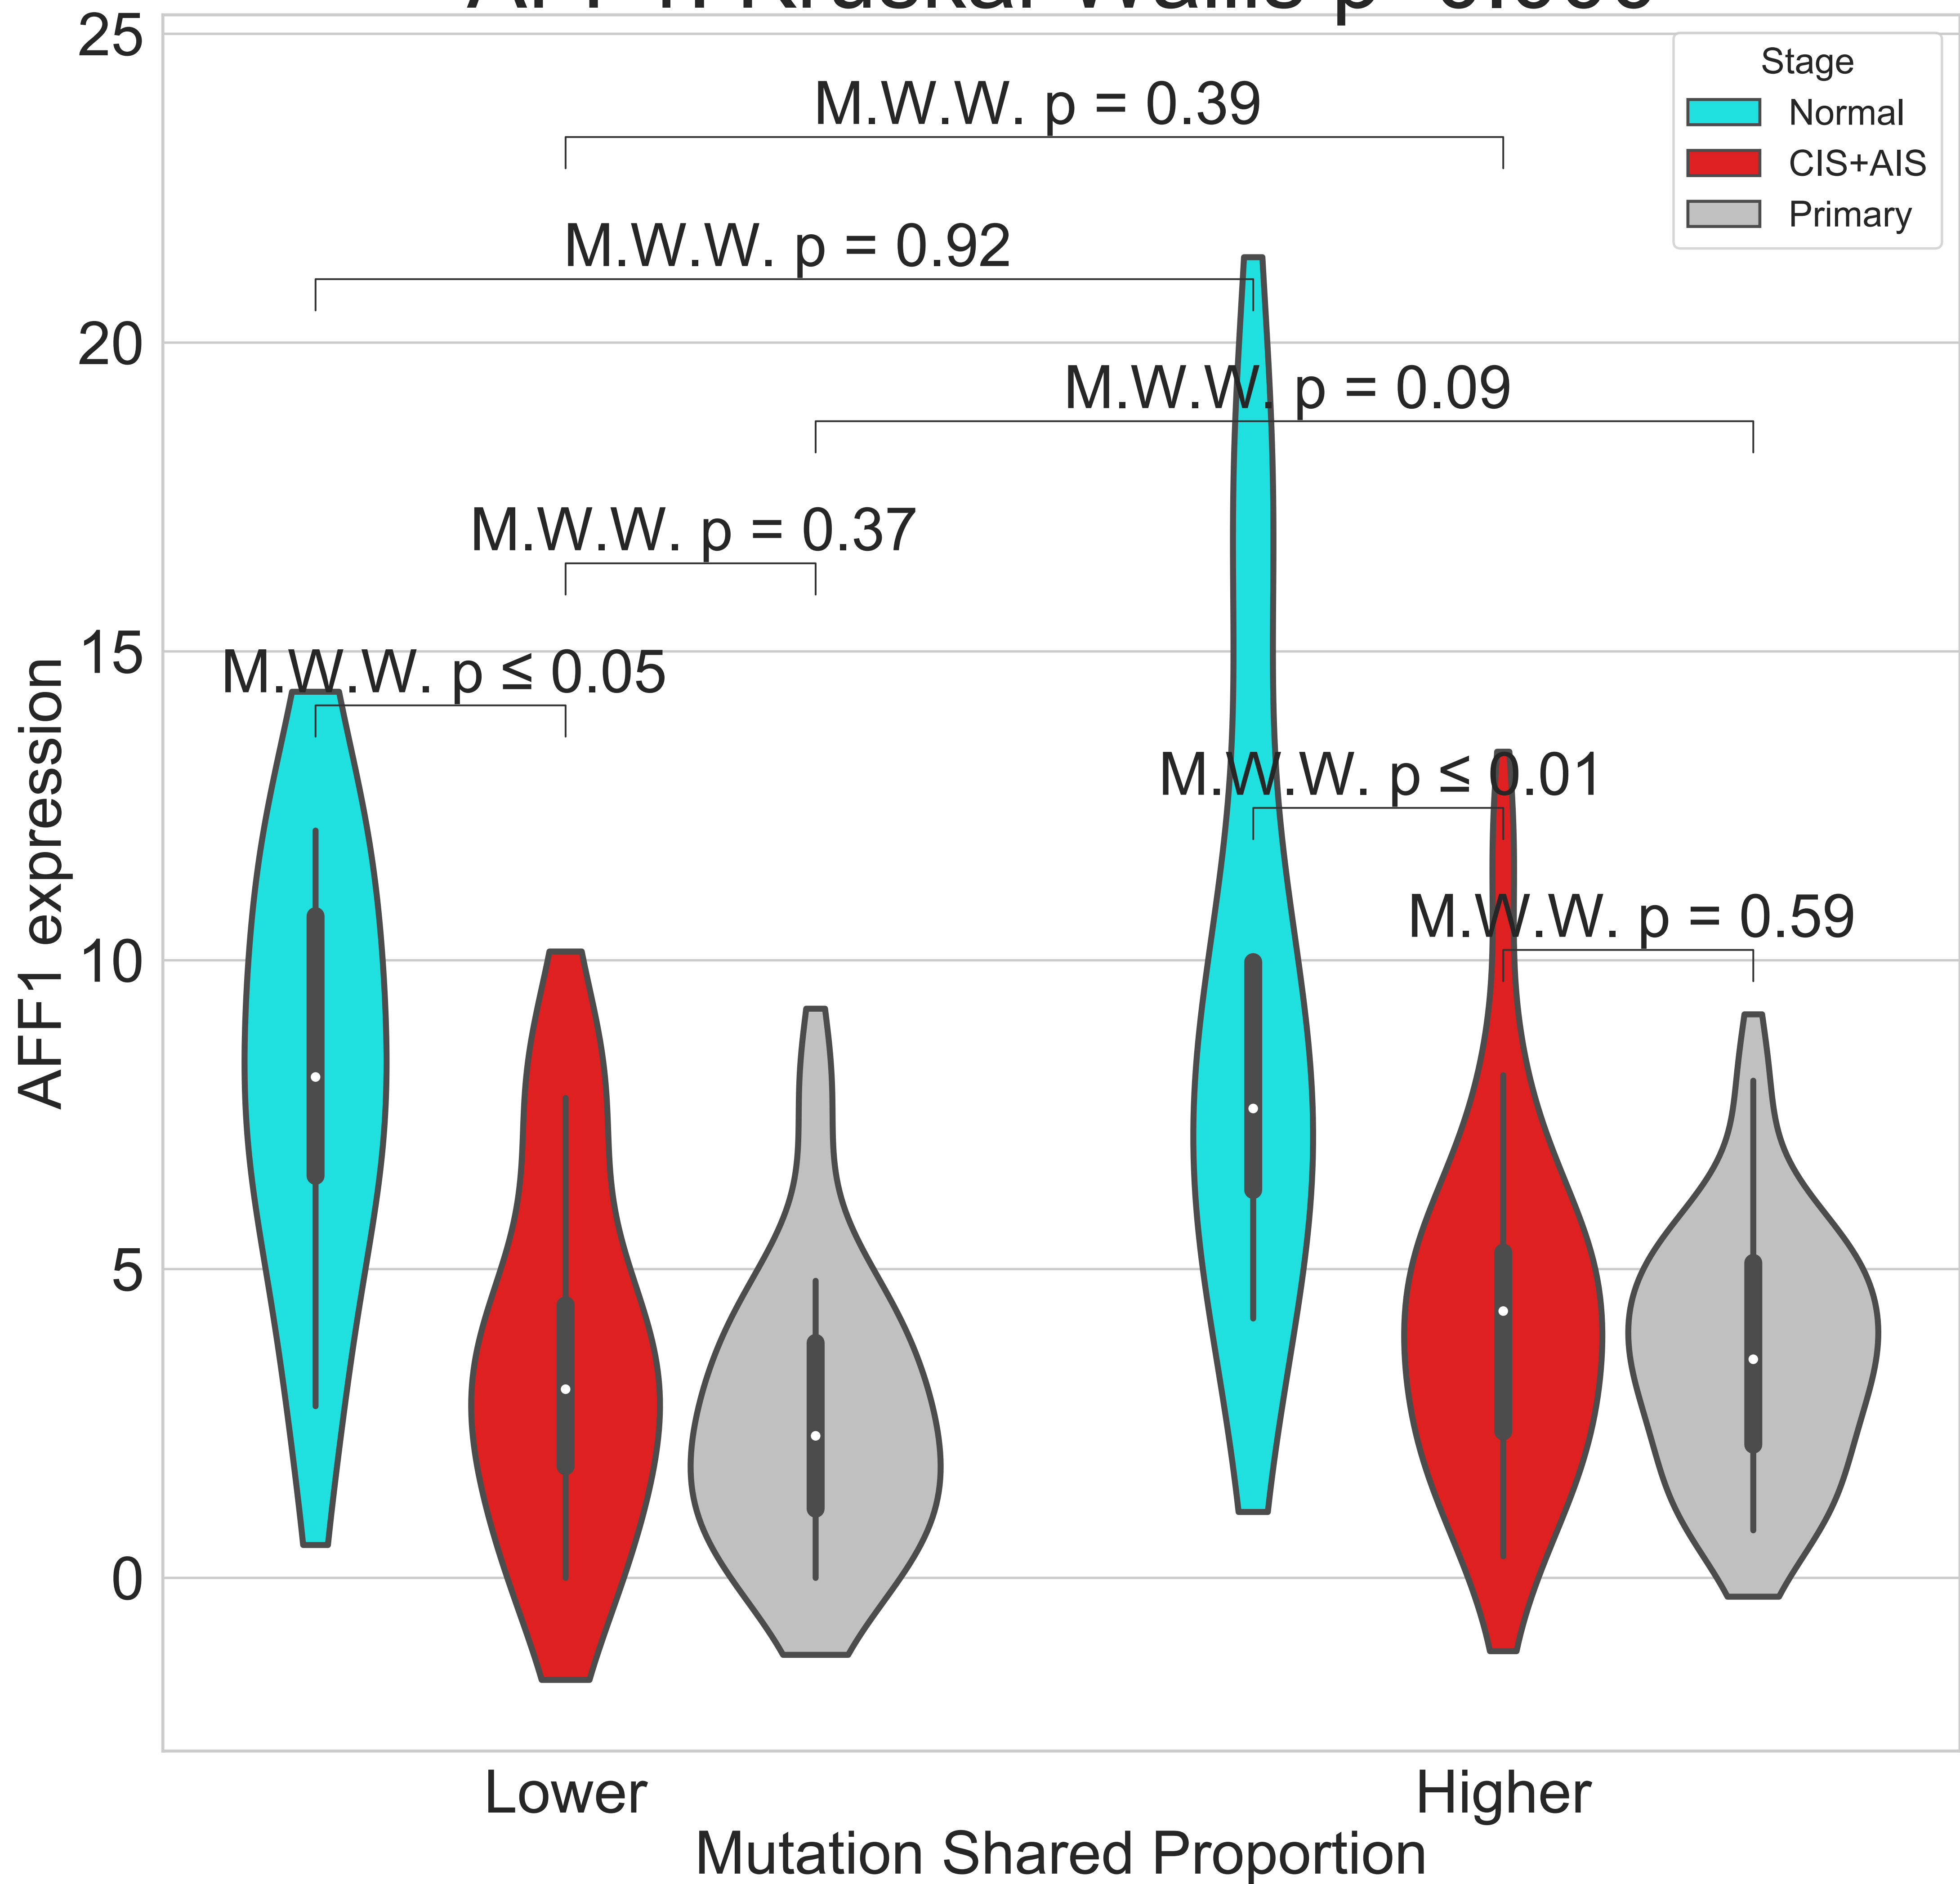 25
Stage
Normal
CIS+AIS
Primary
M.W.W. p = 0.39
M.W.W. p = 0.92
20
M.W.W. p = 0.09
M.W.W. p = 0.37
15
M.W.W. p ≤ 0.05
M.W.W. p ≤ 0.01
M.W.W. p = 0.59
10
5
0
AFF1 expression
Lower
Higher
Mutation Shared Proportion